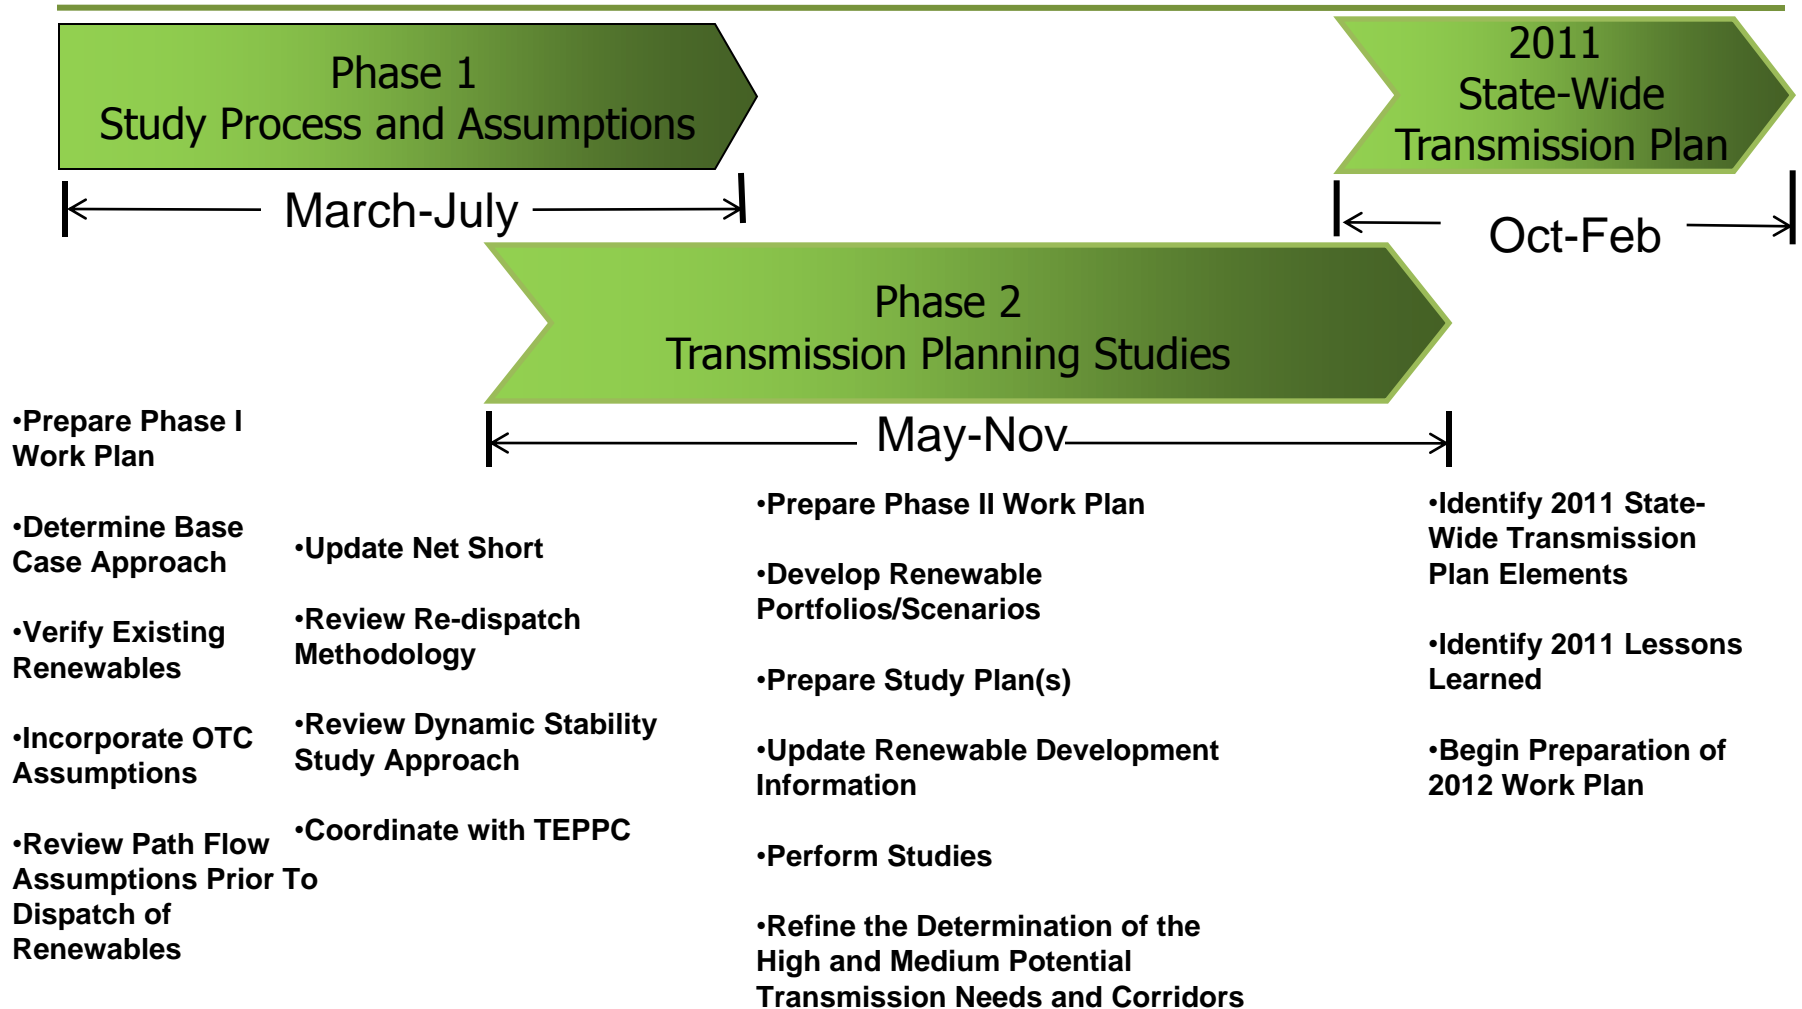 Phase 1
Study Process and Assumptions
March-July
2011
State-Wide
Transmission Plan
Oct-Feb
Phase 2
Transmission Planning Studies
May-Nov
•Prepare Phase I
Work Plan
•Determine Base
Case Approach
•Verify Existing
Renewables
•Incorporate OTC
Assumptions
•Review Path Flow
Assumptions Prior To
Dispatch of
Renewables
•Update Net Short
•Review Re-dispatch
Methodology
•Review Dynamic Stability
Study Approach
•Coordinate with TEPPC
•Prepare Phase II Work Plan
•Develop Renewable
Portfolios/Scenarios
•Prepare Study Plan(s)
•Update Renewable Development
Information
•Perform Studies
•Refine the Determination of the
High and Medium Potential
Transmission Needs and Corridors
•Identify 2011 State-
Wide Transmission
Plan Elements
•Identify 2011 Lessons
Learned
•Begin Preparation of
2012 Work Plan